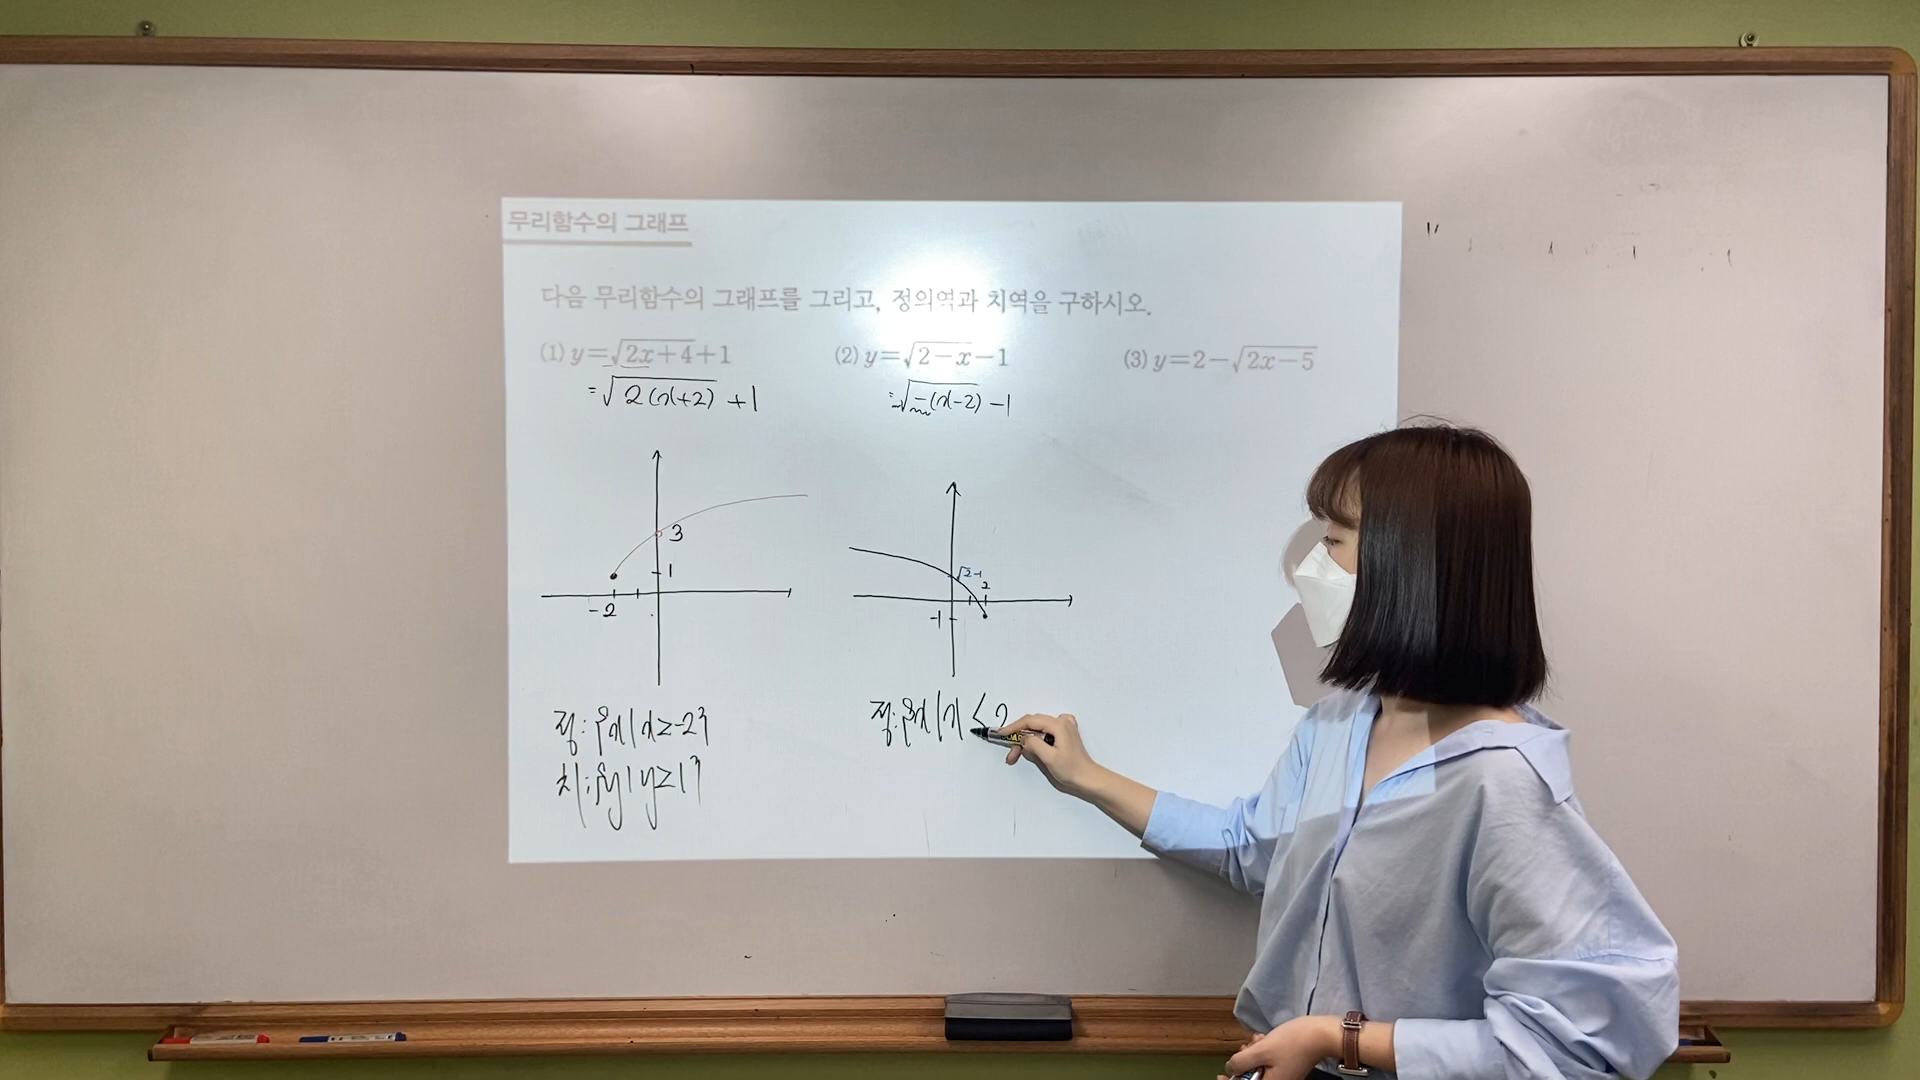 무리함수의 그래프
다음 무리함수의 그래프를 그리고, 정의역과 치역을 구하시오.
(1) y=√2x+4+1
(2) y=√2-x-1
(3) y=2-√2x-5
=√2(x+2) +1
=√-(x-2) -1
3
1
-2
√2-1
2
-1
정: {x|x≥-2}
치: {y|y≥1}
정: {x|x<2